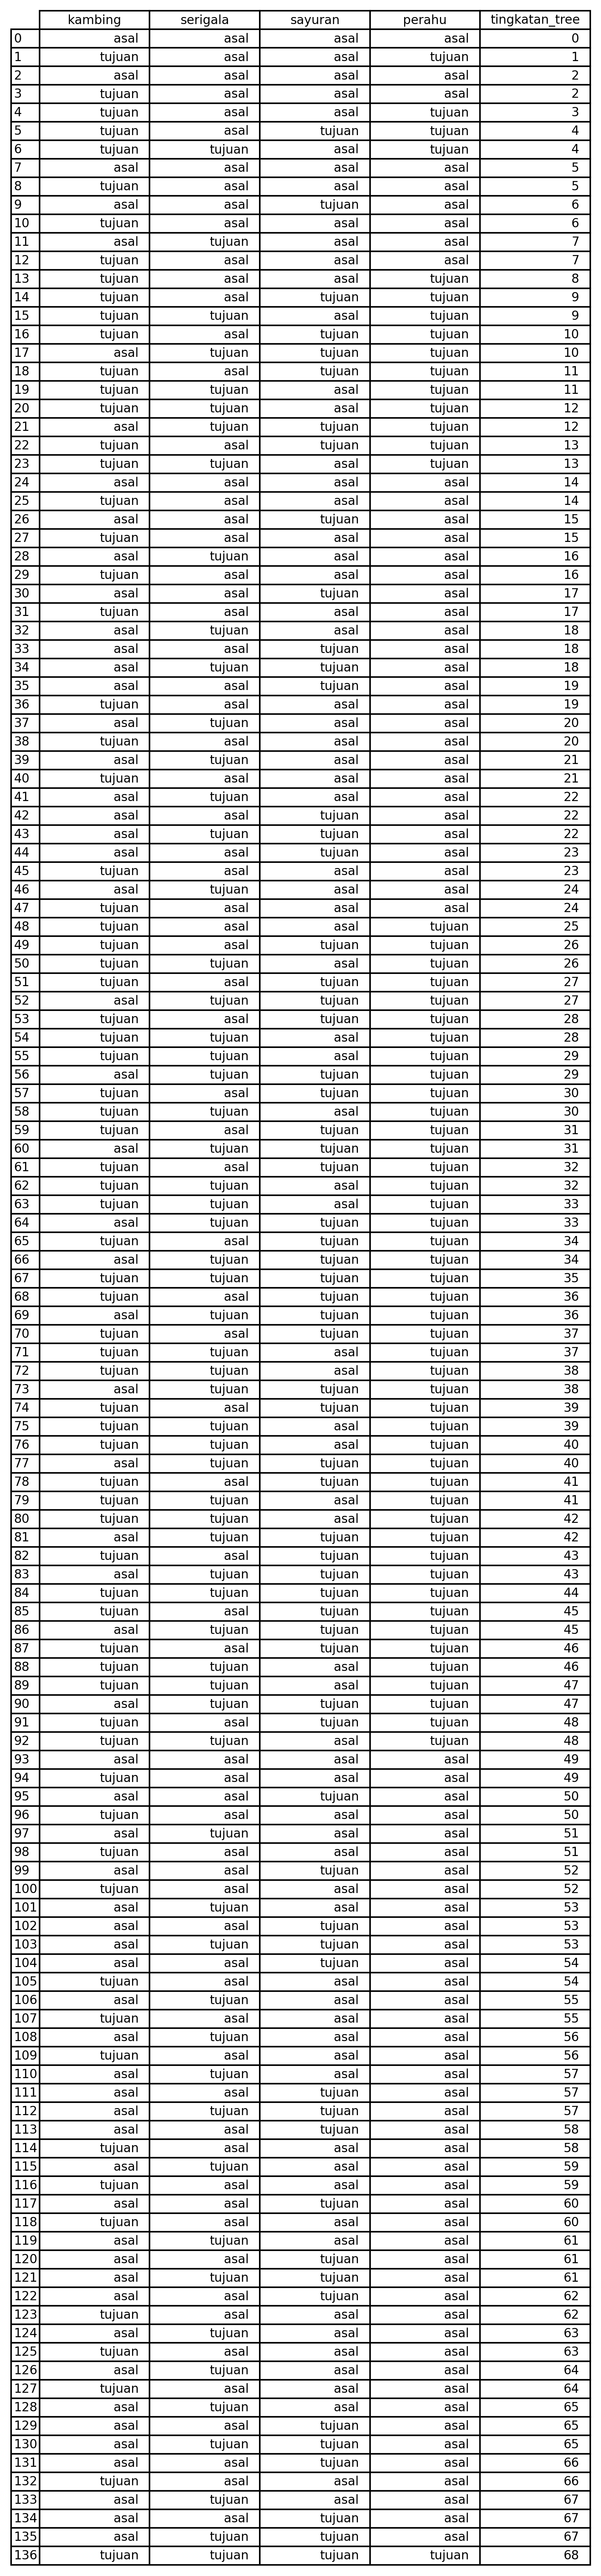 kambing serigala sayuran perahu tingkatan_tree
0 asal asal asal asal 0
1 tujuan asal asal tujuan 1
2 asal asal asal asal 2
3 tujuan asal asal asal 2
4 tujuan asal asal tujuan 3
5 tujuan asal tujuan tujuan 4
6 tujuan tujuan asal tujuan 4
7 asal asal asal asal 5
8 tujuan asal asal asal 5
9 asal asal tujuan asal 6
10 tujuan asal asal asal 6
11 asal tujuan asal asal 7
12 tujuan asal asal asal 7
13 tujuan asal asal tujuan 8
14 tujuan asal tujuan tujuan 9
15 tujuan tujuan asal tujuan 9
16 tujuan asal tujuan tujuan 10
17 asal tujuan tujuan tujuan 10
18 tujuan asal tujuan tujuan 11
19 tujuan tujuan asal tujuan 11
20 tujuan tujuan asal tujuan 12
21 asal tujuan tujuan tujuan 12
22 tujuan asal tujuan tujuan 13
23 tujuan tujuan asal tujuan 13
24 asal asal asal asal 14
25 tujuan asal asal asal 14
26 asal asal tujuan asal 15
27 tujuan asal asal asal 15
28 asal tujuan asal asal 16
29 tujuan asal asal asal 16
30 asal asal tujuan asal 17
31 tujuan asal asal asal 17
32 asal tujuan asal asal 18
33 asal asal tujuan asal 18
34 asal tujuan tujuan asal 18
35 asal asal tujuan asal 19
36 tujuan asal asal asal 19
37 asal tujuan asal asal 20
38 tujuan asal asal asal 20
39 asal tujuan asal asal 21
40 tujuan asal asal asal 21
41 asal tujuan asal asal 22
42 asal asal tujuan asal 22
43 asal tujuan tujuan asal 22
44 asal asal tujuan asal 23
45 tujuan asal asal asal 23
46 asal tujuan asal asal 24
47 tujuan asal asal asal 24
48 tujuan asal asal tujuan 25
49 tujuan asal tujuan tujuan 26
50 tujuan tujuan asal tujuan 26
51 tujuan asal tujuan tujuan 27
52 asal tujuan tujuan tujuan 27
53 tujuan asal tujuan tujuan 28
54 tujuan tujuan asal tujuan 28
55 tujuan tujuan asal tujuan 29
56 asal tujuan tujuan tujuan 29
57 tujuan asal tujuan tujuan 30
58 tujuan tujuan asal tujuan 30
59 tujuan asal tujuan tujuan 31
60 asal tujuan tujuan tujuan 31
61 tujuan asal tujuan tujuan 32
62 tujuan tujuan asal tujuan 32
63 tujuan tujuan asal tujuan 33
64 asal tujuan tujuan tujuan 33
65 tujuan asal tujuan tujuan 34
66 asal tujuan tujuan tujuan 34
67 tujuan tujuan tujuan tujuan 35
68 tujuan asal tujuan tujuan 36
69 asal tujuan tujuan tujuan 36
70 tujuan asal tujuan tujuan 37
71 tujuan tujuan asal tujuan 37
72 tujuan tujuan asal tujuan 38
73 asal tujuan tujuan tujuan 38
74 tujuan asal tujuan tujuan 39
75 tujuan tujuan asal tujuan 39
76 tujuan tujuan asal tujuan 40
77 asal tujuan tujuan tujuan 40
78 tujuan asal tujuan tujuan 41
79 tujuan tujuan asal tujuan 41
80 tujuan tujuan asal tujuan 42
81 asal tujuan tujuan tujuan 42
82 tujuan asal tujuan tujuan 43
83 asal tujuan tujuan tujuan 43
84 tujuan tujuan tujuan tujuan 44
85 tujuan asal tujuan tujuan 45
86 asal tujuan tujuan tujuan 45
87 tujuan asal tujuan tujuan 46
88 tujuan tujuan asal tujuan 46
89 tujuan tujuan asal tujuan 47
90 asal tujuan tujuan tujuan 47
91 tujuan asal tujuan tujuan 48
92 tujuan tujuan asal tujuan 48
93 asal asal asal asal 49
94 tujuan asal asal asal 49
95 asal asal tujuan asal 50
96 tujuan asal asal asal 50
97 asal tujuan asal asal 51
98 tujuan asal asal asal 51
99 asal asal tujuan asal 52
100 tujuan asal asal asal 52
101 asal tujuan asal asal 53
102 asal asal tujuan asal 53
103 asal tujuan tujuan asal 53
104 asal asal tujuan asal 54
105 tujuan asal asal asal 54
106 asal tujuan asal asal 55
107 tujuan asal asal asal 55
108 asal tujuan asal asal 56
109 tujuan asal asal asal 56
110 asal tujuan asal asal 57
111 asal asal tujuan asal 57
112 asal tujuan tujuan asal 57
113 asal asal tujuan asal 58
114 tujuan asal asal asal 58
115 asal tujuan asal asal 59
116 tujuan asal asal asal 59
117 asal asal tujuan asal 60
118 tujuan asal asal asal 60
119 asal tujuan asal asal 61
120 asal asal tujuan asal 61
121 asal tujuan tujuan asal 61
122 asal asal tujuan asal 62
123 tujuan asal asal asal 62
124 asal tujuan asal asal 63
125 tujuan asal asal asal 63
126 asal tujuan asal asal 64
127 tujuan asal asal asal 64
128 asal tujuan asal asal 65
129 asal asal tujuan asal 65
130 asal tujuan tujuan asal 65
131 asal asal tujuan asal 66
132 tujuan asal asal asal 66
133 asal tujuan asal asal 67
134 asal asal tujuan asal 67
135 asal tujuan tujuan asal 67
136 tujuan tujuan tujuan tujuan 68